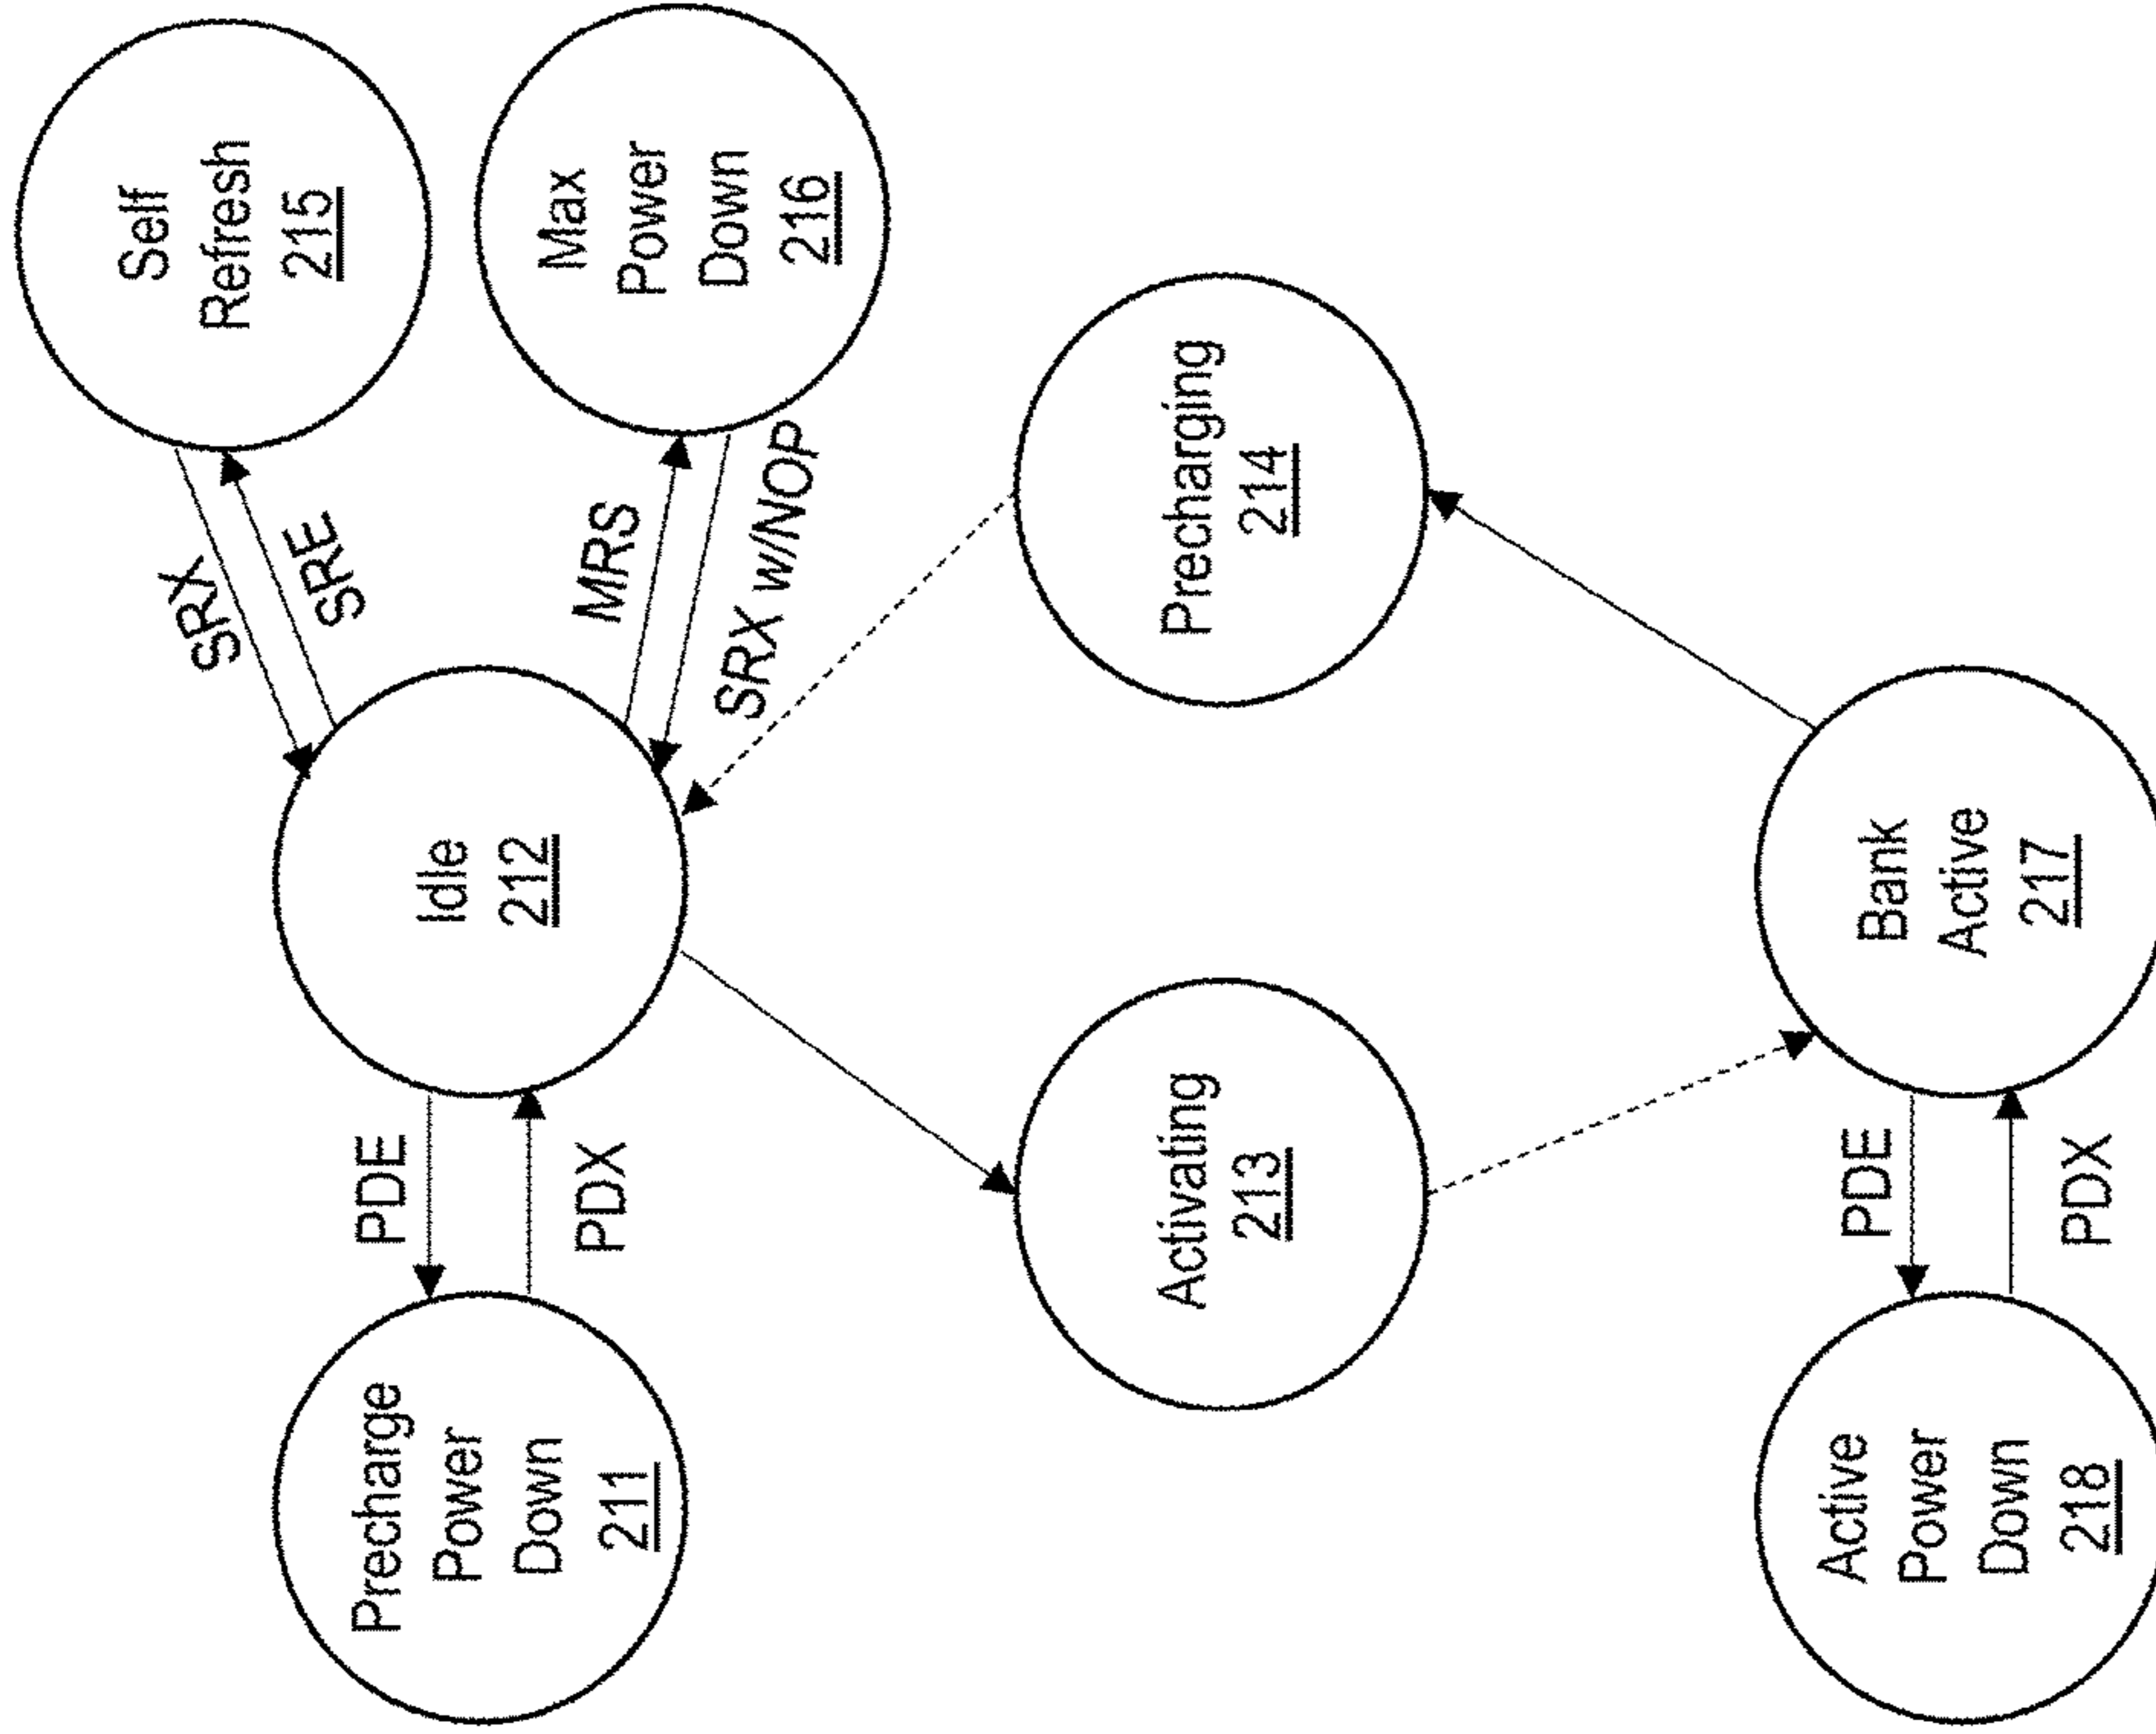 Precharge
Power
Down
211
PDE
PDX
Idle
212
SRX
SRE
Self
Refresh
215
MRS
SRX w/NOP
Max
Power
Down
216
Activating
213
Precharging
214
Active
Power
Down
218
PDE
PDX
Bank
Active
217